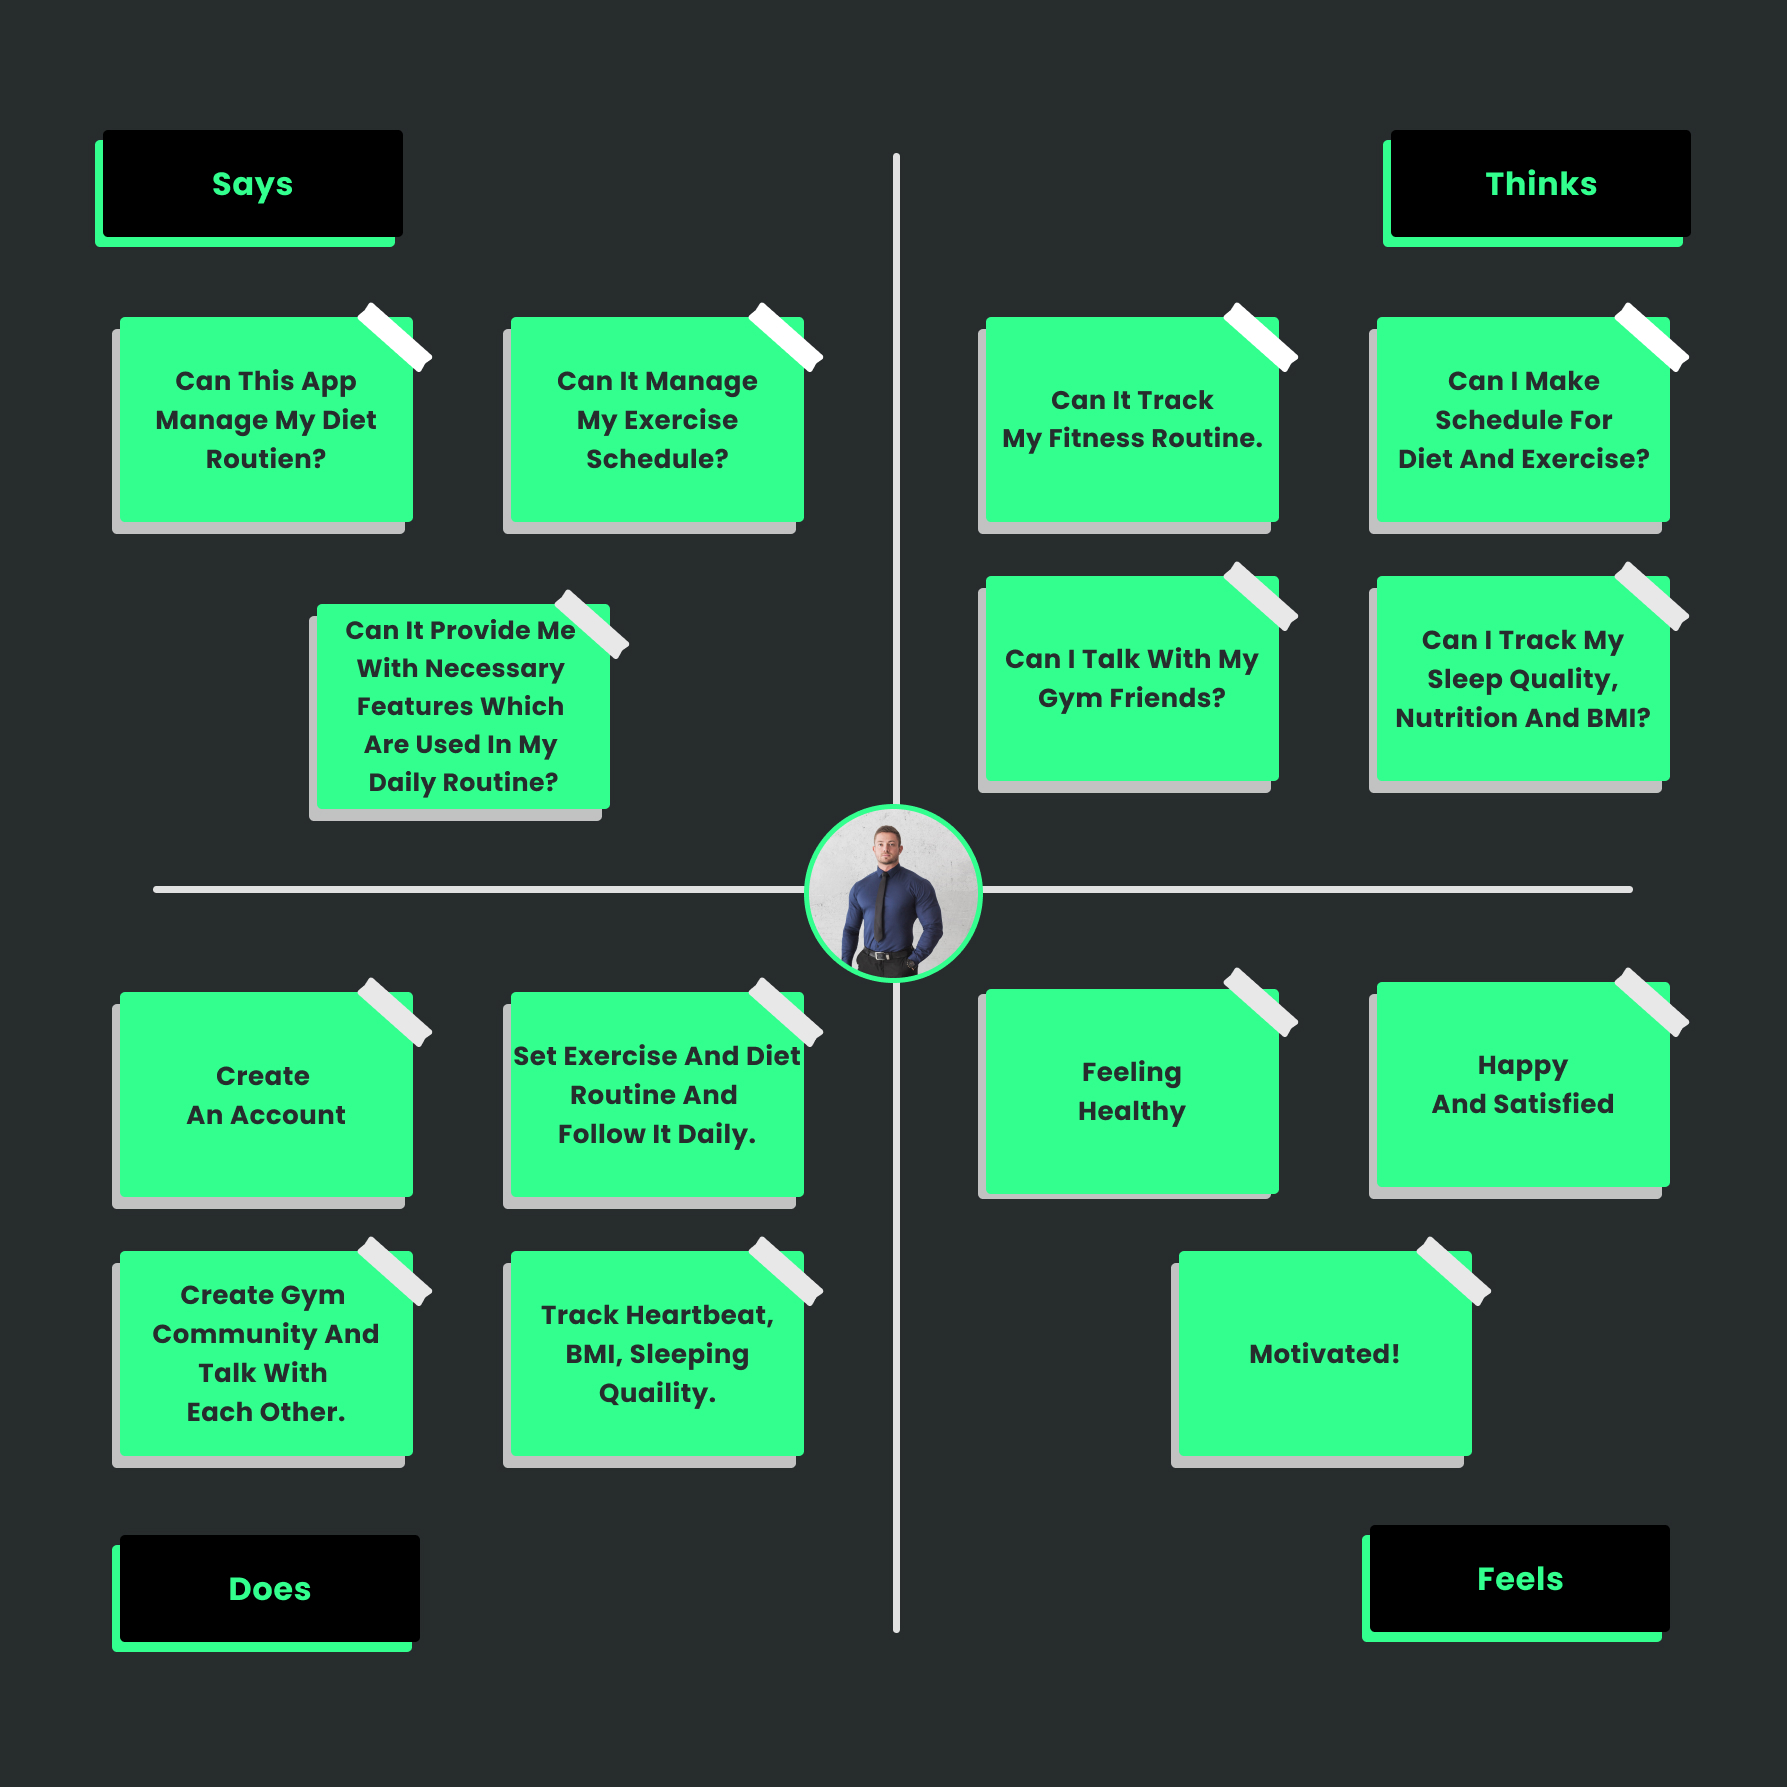 Says
Thinks
Can This App
Manage My Diet
Routien?
Can It Manage
My Exercise
Schedule?
Can It Track
My Fitness Routine.
Can I Make
Schedule For
Diet And Exercise?
Can It Provide Me
With Necessary
Features Which
Are Used In My
Daily Routine?
Can I Talk With My
Gym Friends?
Can I Track My
Sleep Quality,
Nutrition And BMI?
Create
An Account
Set Exercise And Diet
Routine And
Follow It Daily.
Feeling
Healthy
Happy
And Satisfied
Create Gym
Community And
Talk With
Each Other.
Track Heartbeat,
BMI, Sleeping
Quaility.
Motivated!
Does
Feels